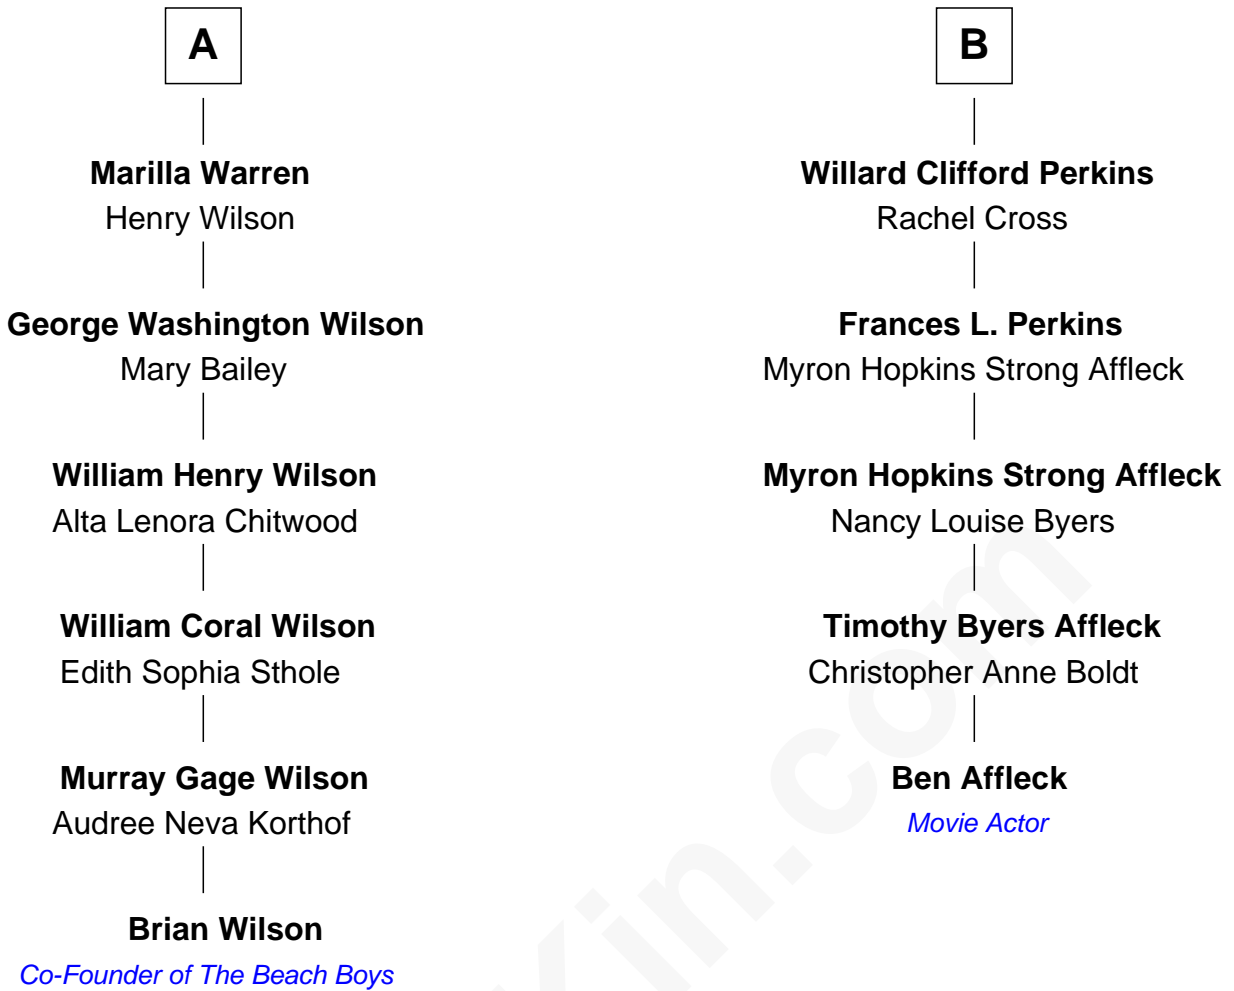 A
Marilla Warren
Henry Wilson
George Washington Wilson
Mary Bailey
William Henry Wilson
Alta Lenora Chitwood
William Coral Wilson
Edith Sophia Sthole
Murray Gage Wilson
Audree Neva Korthof
Brian Wilson
Co-Founder of The Beach Boys
B
Willard Clifford Perkins
Rachel Cross
Frances L. Perkins
Myron Hopkins Strong Affleck
Myron Hopkins Strong Affleck
Nancy Louise Byers
Timothy Byers Affleck
Christopher Anne Boldt
Ben Affleck
Movie Actor
Kin.com